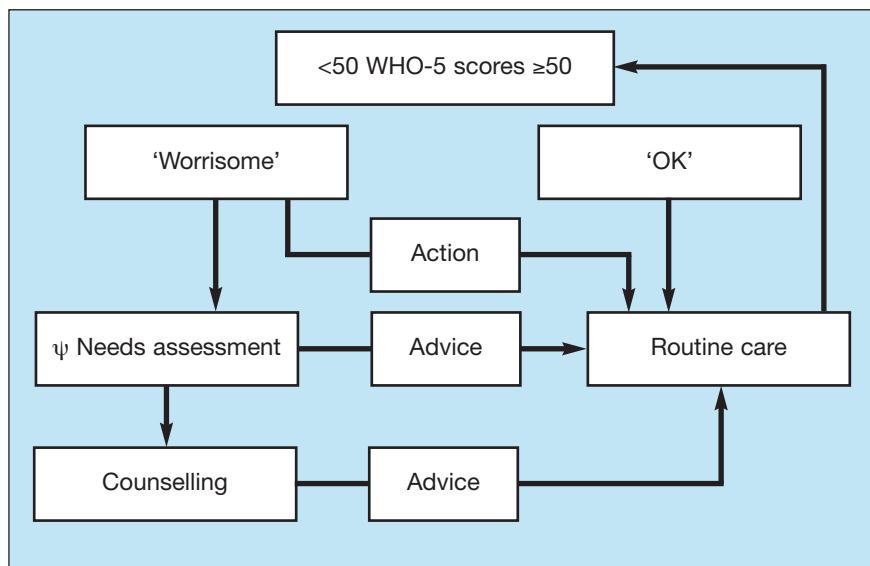 <50 WHO-5 scores ≥50
‘Worrisome’
‘OK’
Action
ψ Needs assessment
Advice
Routine care
Counselling
Advice